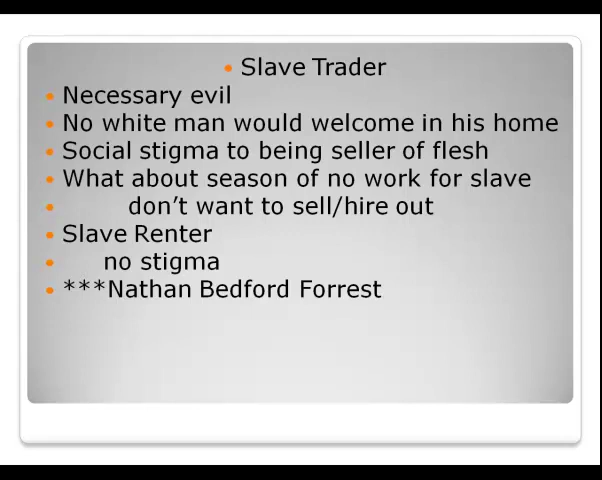 • Slave Trader
• Necessary evil
• No white man would welcome in his home
• Social stigma to being seller of flesh
• What about season of no work for slave
• don't want to sell/hire out
• Slave Renter
• no stigma
• ***Nathan Bedford Forrest